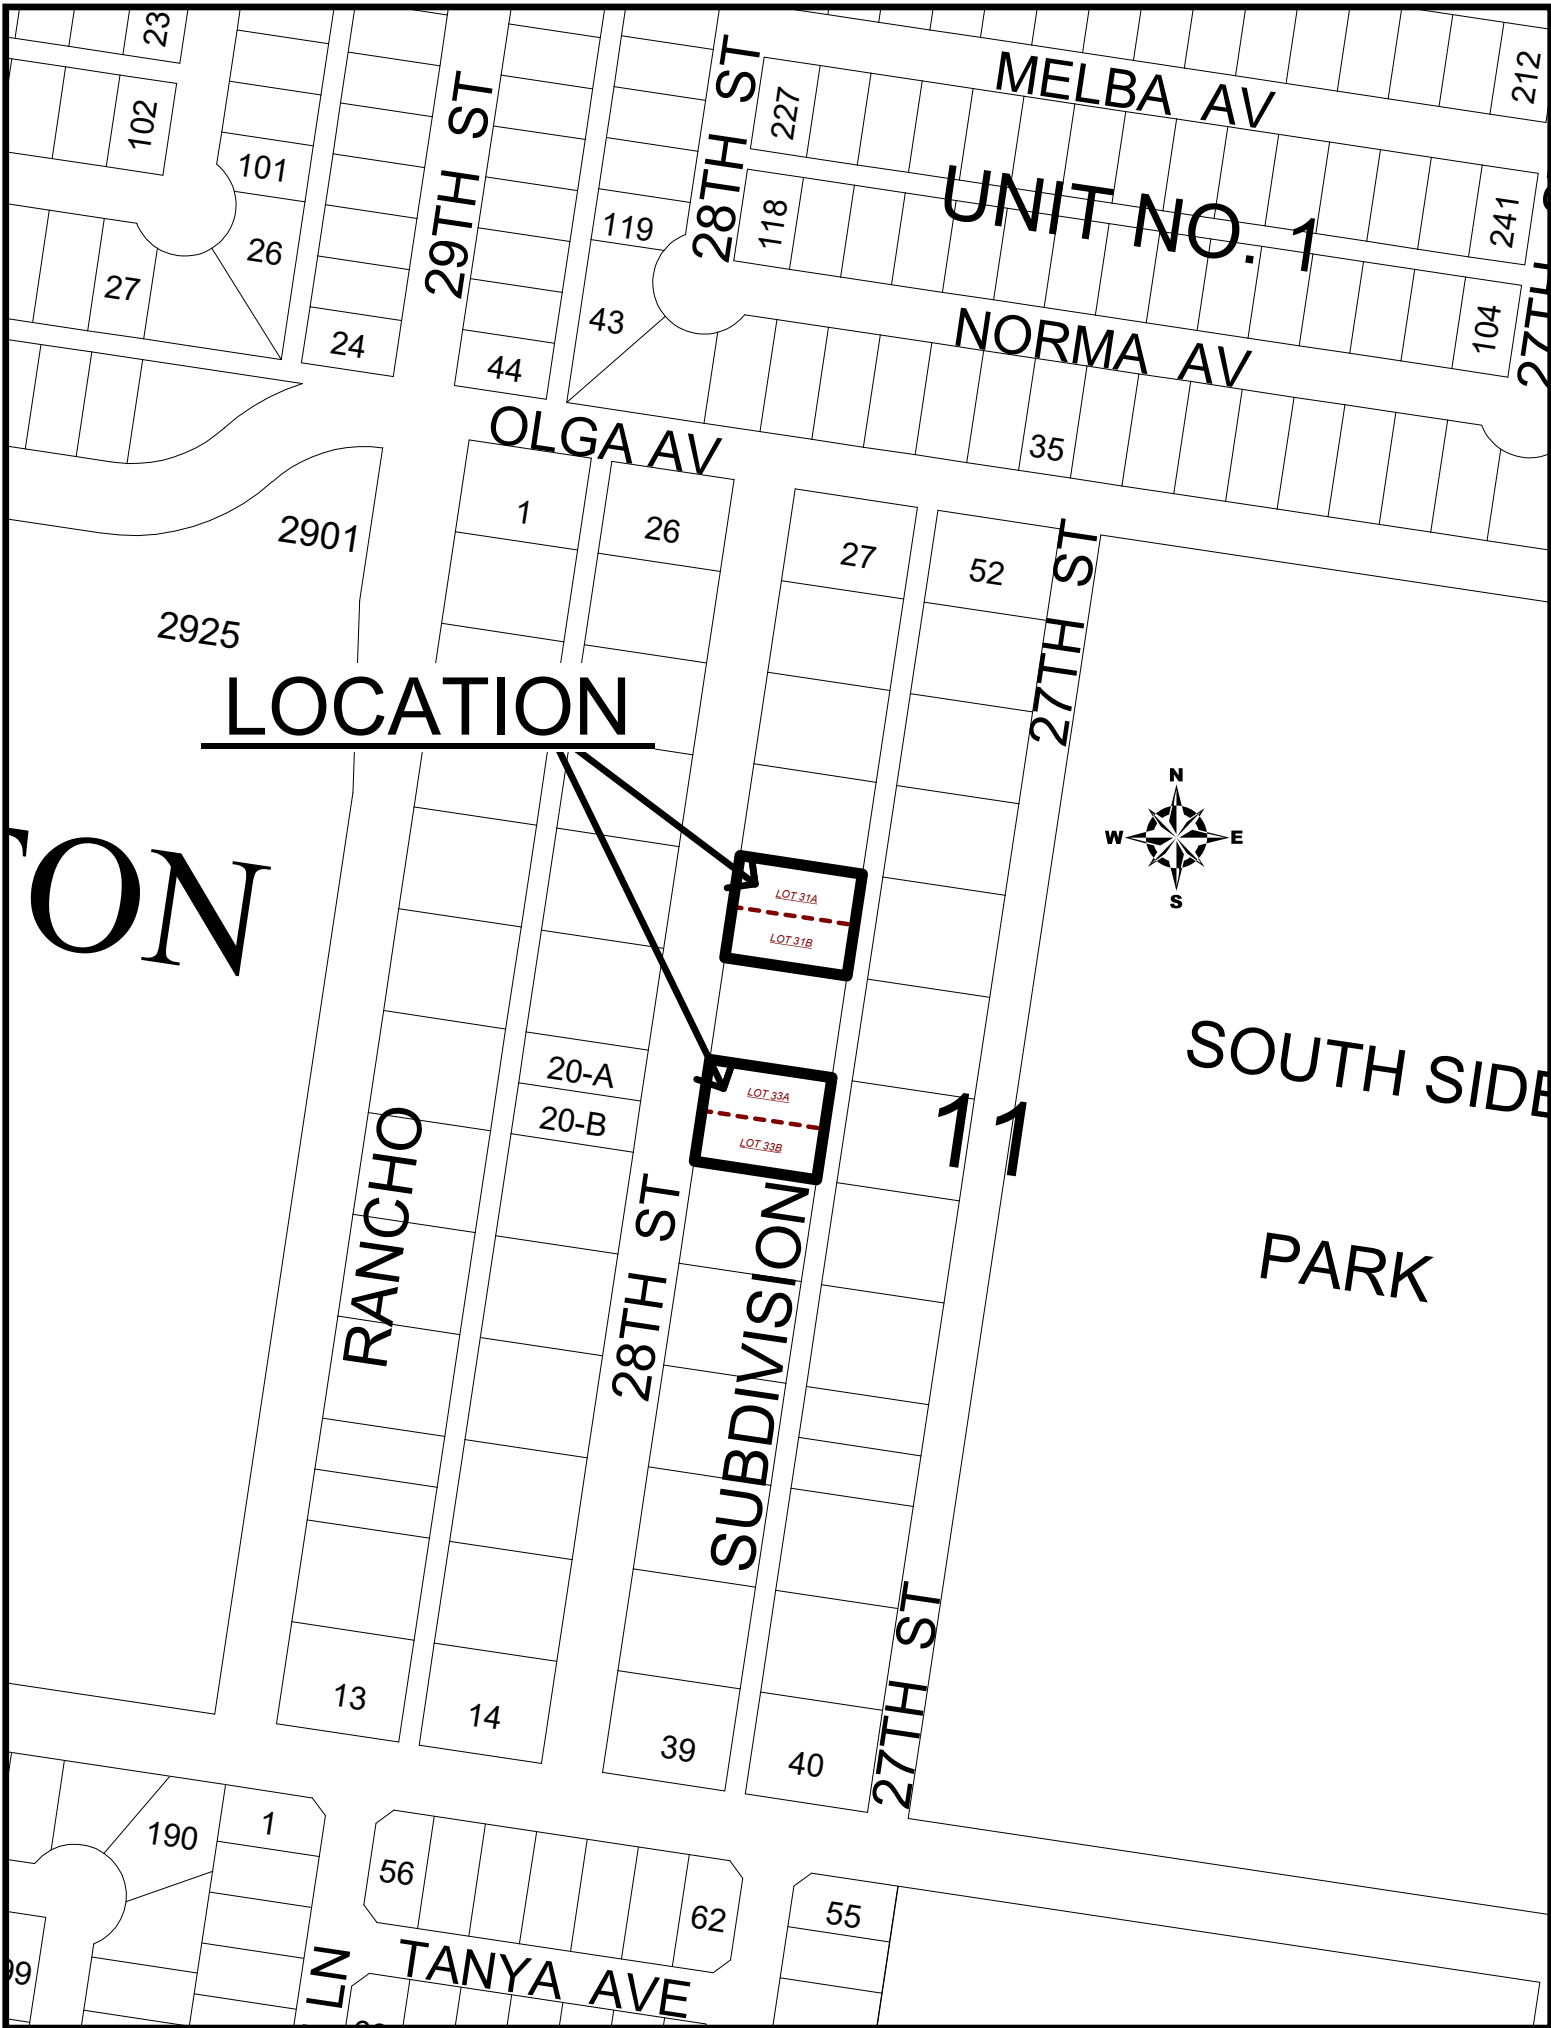 23
212
MELBA AV
28TH ST
29TH ST
227
102
101
UNIT NO. 1
119
118
241
26
27
43
104
27TH
24
44
NORMA AV
OLGA AV
35
1
26
2901
27
52
27TH ST
2925
LOCATION
N
W
E
S
TON
LOT 31A
LOT 31B
SOUTH SIDE
20-A
LOT 33A
11
20-B
LOT 33B
RANCHO
28TH ST
SUBDIVISION
PARK
27TH ST
13
14
39
40
1
190
56
62
55
99
LN
TANYA AVE